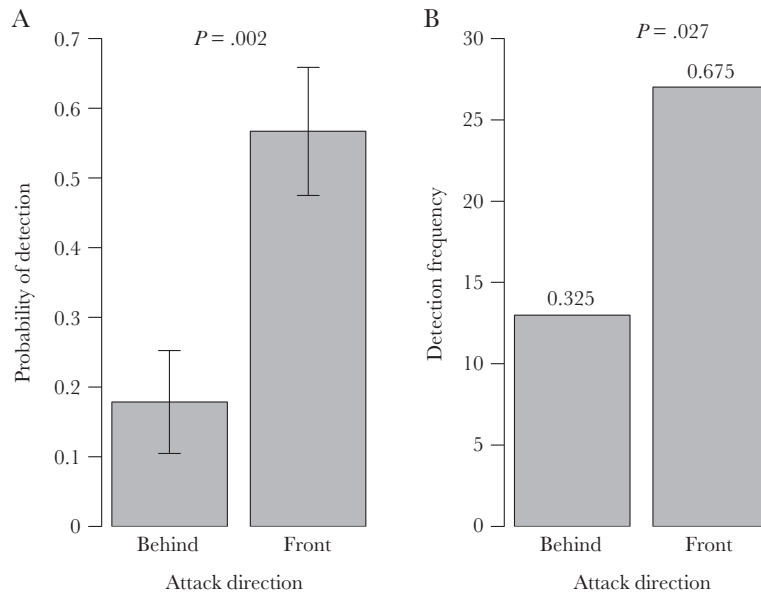 A
P = .002
0.7
0.6
0.5
0.4
0.3
0.2
0.1
0
Probability of detection
Behind
Front
Attack direction
B
P = .027
30
25
20
15
10
5
0
Detection frequency
0.325
0.675
Behind
Front
Attack direction